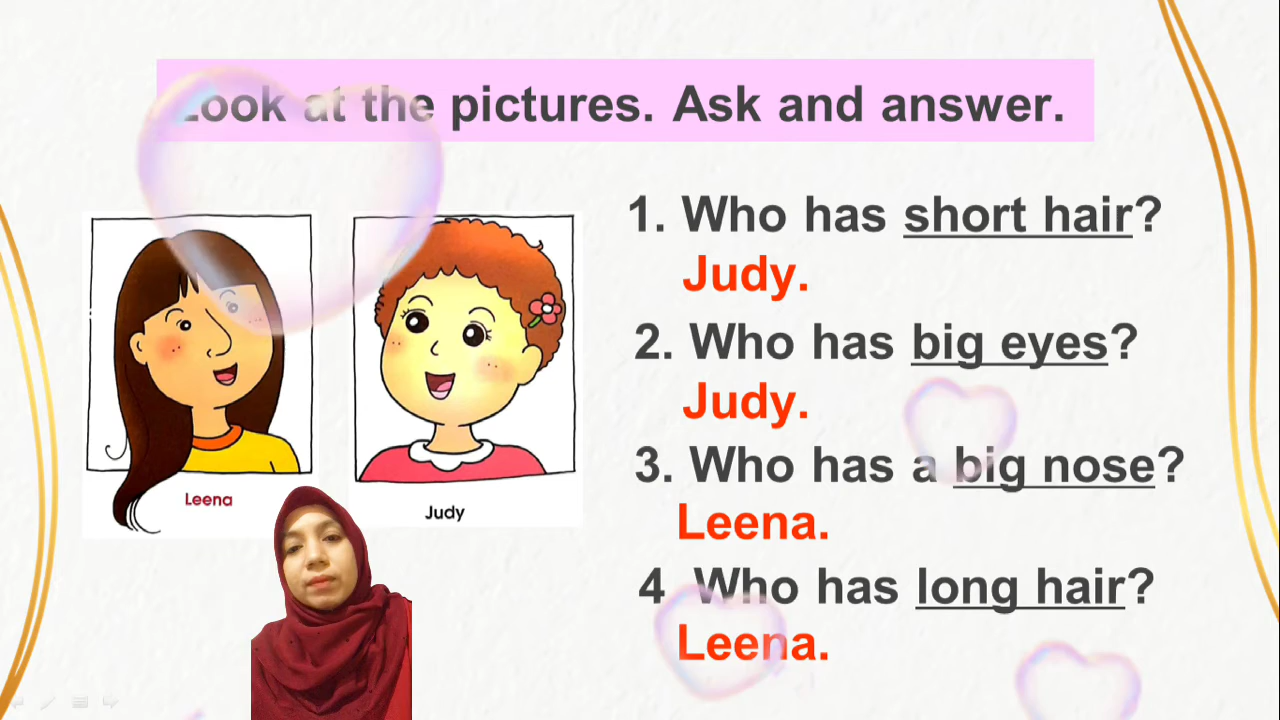 Look at the pictures. Ask and answer.
1. Who has short hair?
Judy.
2. Who has big eyes?
Judy.
3. Who has a big nose?
Leena.
4 Who has long hair?
Leena.
Leena
Judy